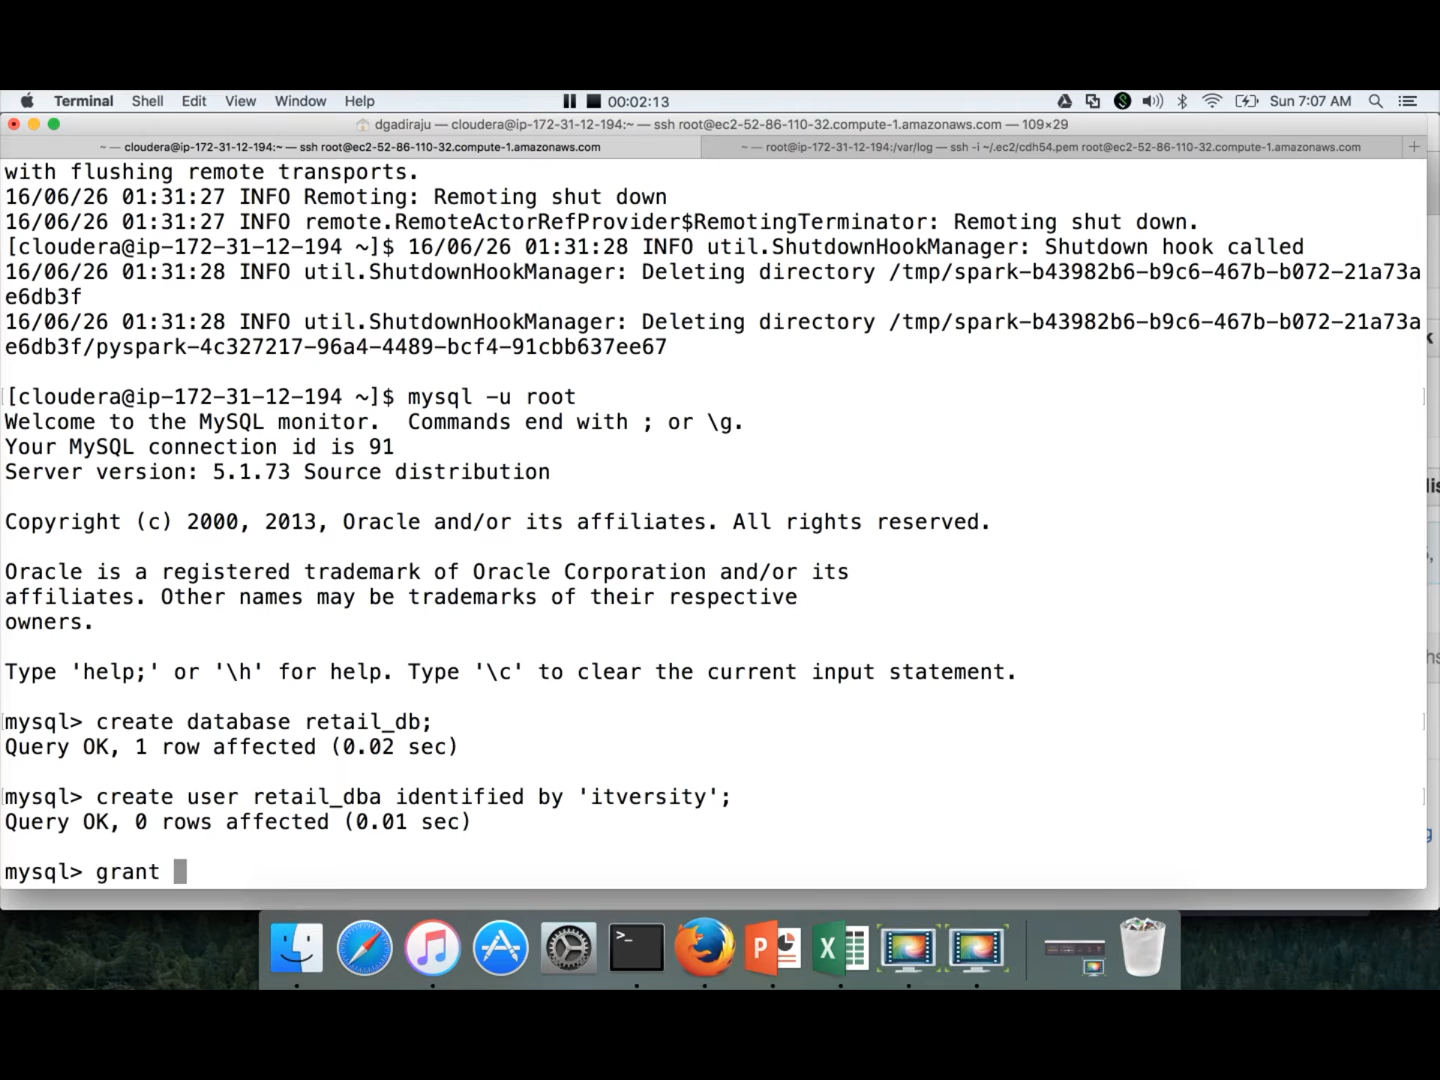 Terminal Shell Edit View Window Help 00:02:13 Sun 7:07 AM
dgadiraju — cloudera@ip-172-31-12-194:~ — ssh root@ec2-52-86-110-32.compute-1.amazonaws.com — 109×29
~ — cloudera@ip-172-31-12-194:~ — ssh root@ec2-52-86-110-32.compute-1.amazonaws.com ~ — root@ip-172-31-12-194:/var/log — ssh -i ~/.ec2/cdh54.pem root@ec2-52-86-110-32.compute-1.amazonaws.com
with flushing remote transports.
16/06/26 01:31:27 INFO Remoting: Remoting shut down
16/06/26 01:31:27 INFO remote.RemoteActorRefProvider$RemotingTerminator: Remoting shut down.
[cloudera@ip-172-31-12-194 ~]$ 16/06/26 01:31:28 INFO util.ShutdownHookManager: Shutdown hook called
16/06/26 01:31:28 INFO util.ShutdownHookManager: Deleting directory /tmp/spark-b43982b6-b9c6-467b-b072-21a73a
e6db3f
16/06/26 01:31:28 INFO util.ShutdownHookManager: Deleting directory /tmp/spark-b43982b6-b9c6-467b-b072-21a73a
e6db3f/pyspark-4c327217-96a4-4489-bcf4-91cbb637ee67
[cloudera@ip-172-31-12-194 ~]$ mysql -u root
Welcome to the MySQL monitor.  Commands end with ; or \g.
Your MySQL connection id is 91
Server version: 5.1.73 Source distribution
Copyright (c) 2000, 2013, Oracle and/or its affiliates. All rights reserved.
Oracle is a registered trademark of Oracle Corporation and/or its
affiliates. Other names may be trademarks of their respective
owners.
Type 'help;' or '\h' for help. Type '\c' to clear the current input statement.
mysql> create database retail_db;
Query OK, 1 row affected (0.02 sec)
mysql> create user retail_dba identified by 'itversity';
Query OK, 0 rows affected (0.01 sec)
mysql> grant